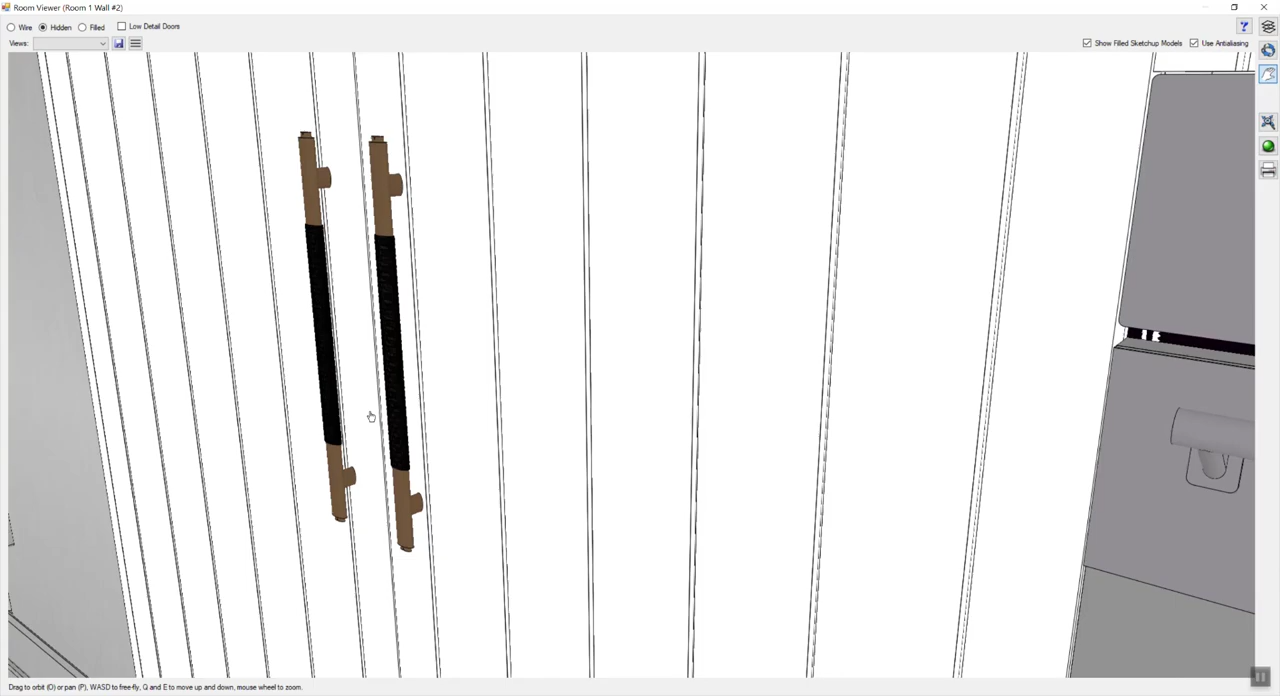 Room Viewer (Room 1 Wall #2)
Wire Hidden Filled Low Detail Doors
?
Views: Show Filled Sketchup Models Use Antialiasing
Drag to orbit (O) or pan (P), WASD to free-fly, Q and E to move up and down, mouse wheel to zoom.